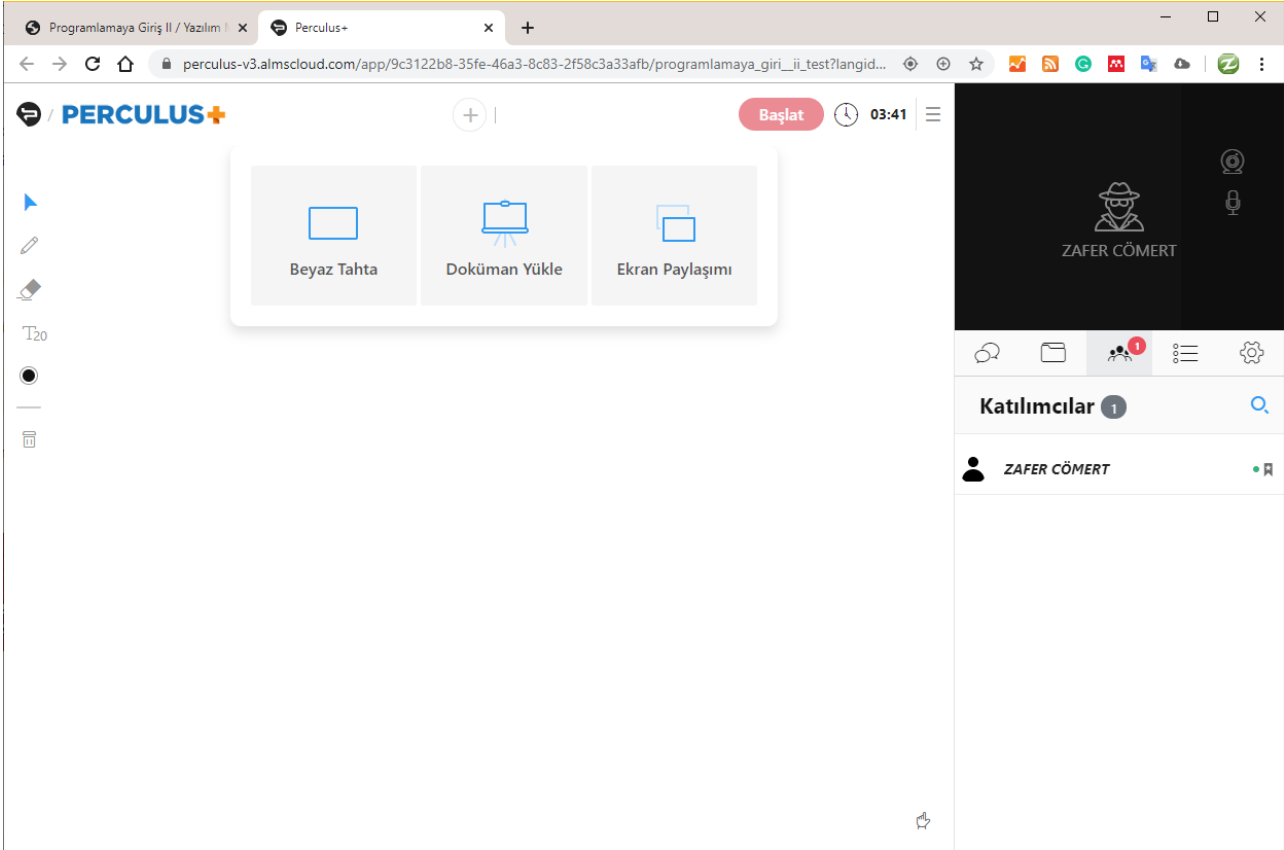 Programlamaya Giriş II / Yazılım
Perculus+
perculus-v3.almscloud.com/app/9c3122b8-35fe-46a3-8c83-2f58c3a33afb/programlamaya_giri__ii_test?langid...
/ PERCULUS+
Başlat
03:41
Beyaz Tahta
Doküman Yükle
Ekran Paylaşımı
T20
ZAFER CÖMERT
1
Katılımcılar 1
ZAFER CÖMERT